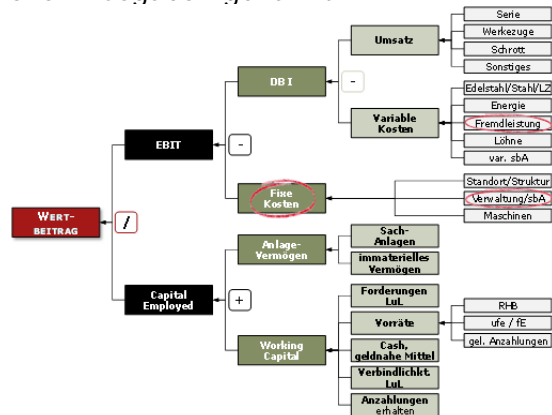 Serie
Umsatz
Werkzeuge
Schrott
Sonstiges
DB I
-
Edelstahl/Stahl/LZ
Variable
Kosten
Energie
Fremdleistung
Löhne
var. sbA
EBIT
-
Fixe
Kosten
Standort/Struktur
Verwaltung/sbA
Maschinen
WERT-
BEITRAG
/
Anlage-
Vermögen
Sach-
Anlagen
immaterielles
Vermögen
Capital
Employed
+
Forderungen
LuL
Working
Capital
Vorräte
RHB
ufe / fE
gel. Anzahlungen
Cash,
geldnahe Mittel
Verbindlichkt.
LuL
Anzahlungen
erhalten